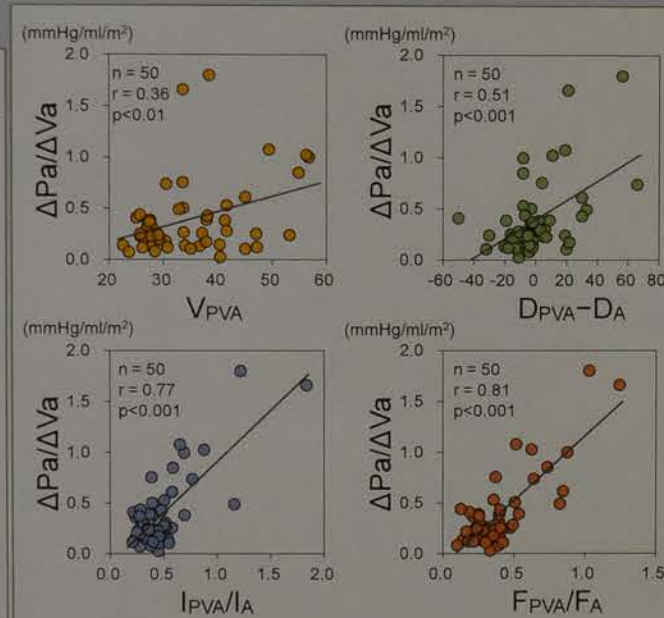 (mmHg/ml/m²)
2.0
n = 50
r = 0.36
p<0.01
1.5
1.0
0.5
0.0
ΔPa/ΔVa
20 30 40 50 60
VPVA
(mmHg/ml/m²)
2.0
n = 50
r = 0.51
p<0.001
1.5
1.0
0.5
0.0
ΔPa/ΔVa
-60 -40 -20 0 20 40 60 80
DPVA−DA
(mmHg/ml/m²)
2.0
n = 50
r = 0.77
p<0.001
1.5
1.0
0.5
0.0
ΔPa/ΔVa
0.0 0.5 1.0 1.5 2.0
IPVA/IA
(mmHg/ml/m²)
2.0
n = 50
r = 0.81
p<0.001
1.5
1.0
0.5
0.0
ΔPa/ΔVa
0.0 0.5 1.0 1.5
FPVA/FA